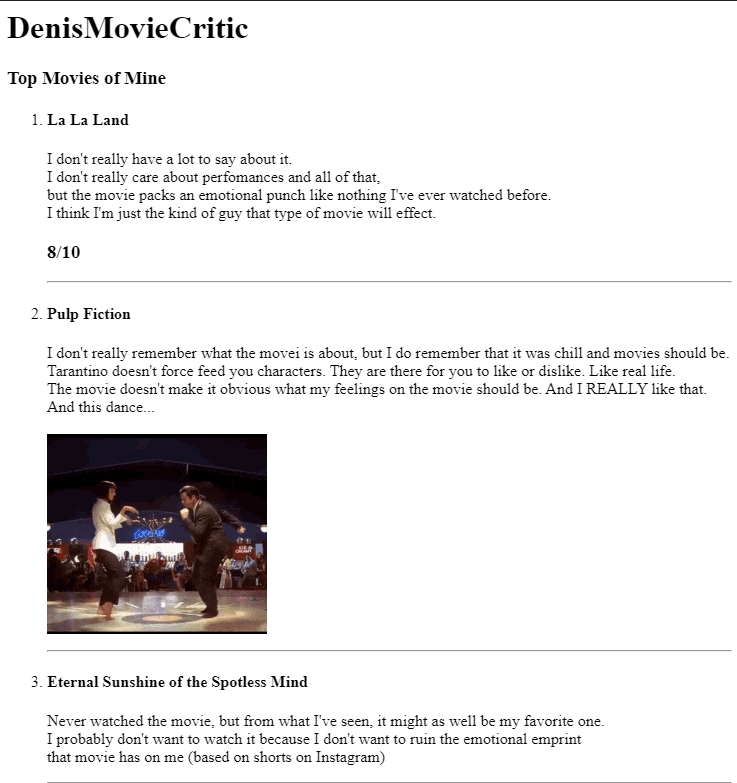 DenisMovieCritic
Top Movies of Mine
1. La La Land
I don't really have a lot to say about it.
I don't really care about perfomances and all of that,
but the movie packs an emotional punch like nothing I've ever watched before.
I think I'm just the kind of guy that type of movie will effect.
8/10
2. Pulp Fiction
I don't really remember what the movei is about, but I do remember that it was chill and movies should be.
Tarantino doesn't force feed you characters. They are there for you to like or dislike. Like real life.
The movie doesn't make it obvious what my feelings on the movie should be. And I REALLY like that.
And this dance...
3. Eternal Sunshine of the Spotless Mind
Never watched the movie, but from what I've seen, it might as well be my favorite one.
I probably don't want to watch it because I don't want to ruin the emotional emprint
that movie has on me (based on shorts on Instagram)